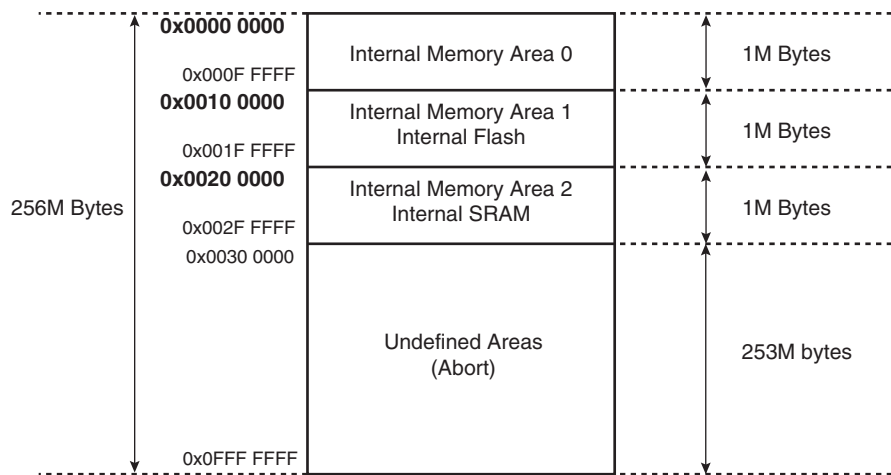 0x0000 0000
Internal Memory Area 0
1M Bytes
0x000F FFFF
0x0010 0000
Internal Memory Area 1
Internal Flash
1M Bytes
0x001F FFFF
0x0020 0000
Internal Memory Area 2
Internal SRAM
256M Bytes
1M Bytes
0x002F FFFF
0x0030 0000
Undefined Areas
(Abort)
253M bytes
0x0FFF FFFF